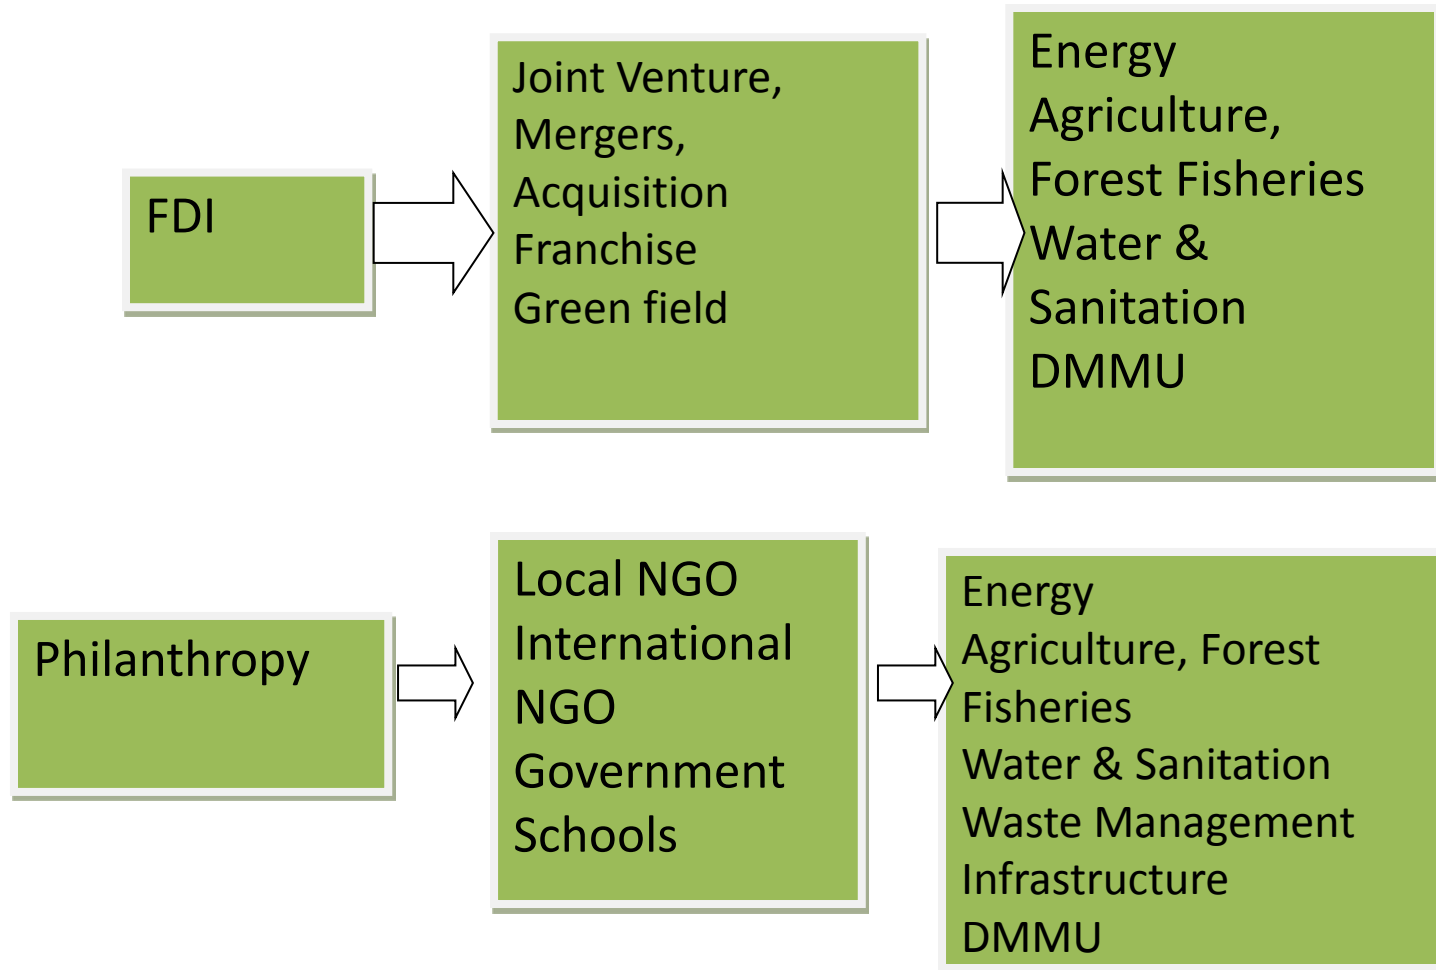 FDI
Joint Venture,
Mergers,
Acquisition
Franchise
Green field
Energy
Agriculture,
Forest Fisheries
Water &
Sanitation
DMMU
Philanthropy
Local NGO
International
NGO
Government
Schools
Energy
Agriculture, Forest
Fisheries
Water & Sanitation
Waste Management
Infrastructure
DMMU